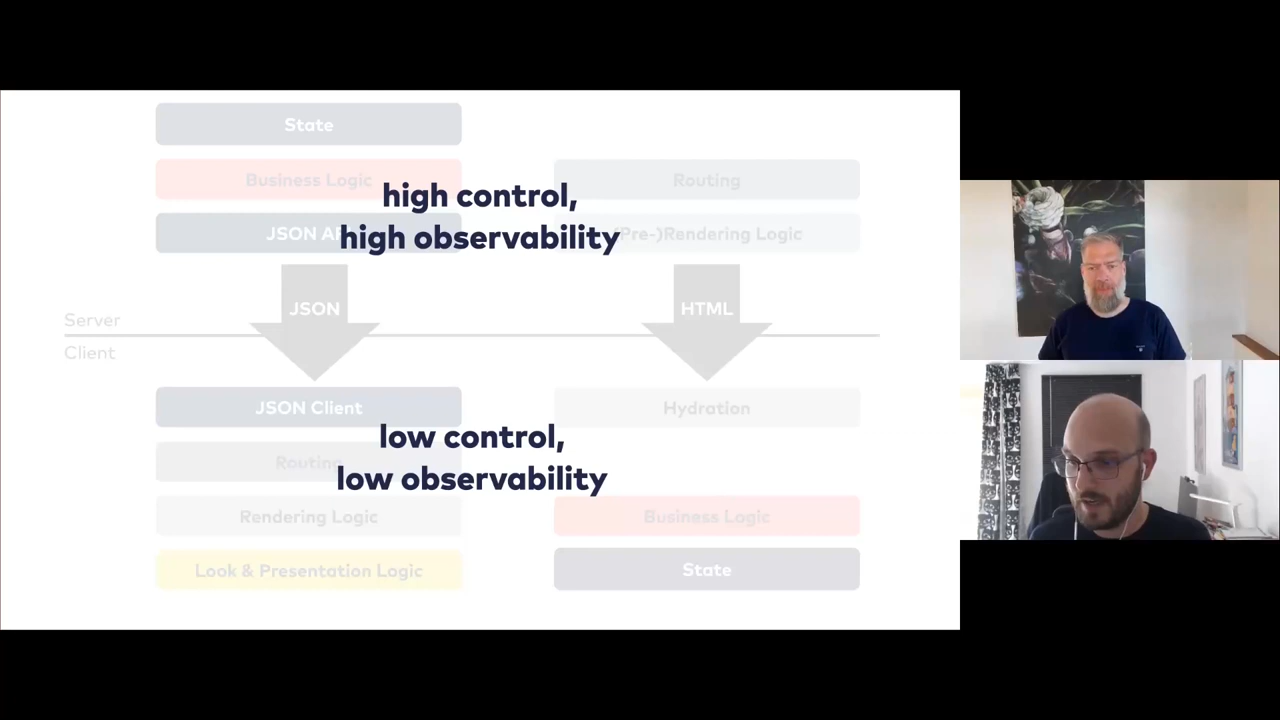 State
Business Logic
Routing
high control,
JSON A
high observability
(Pre-)Rendering Logic
JSON
HTML
Server
Client
JSON Client
Hydration
low control,
Routing
low observability
Rendering Logic
Business Logic
Look & Presentation Logic
State